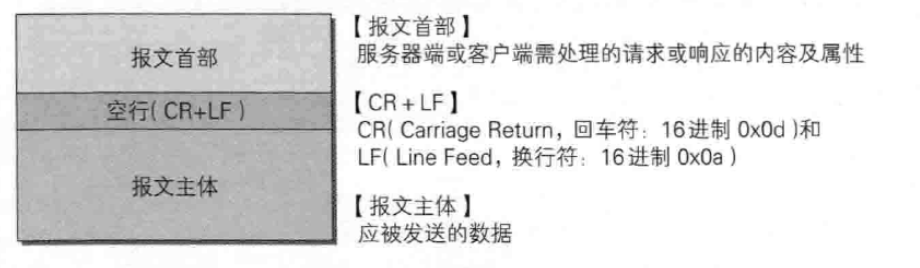 报文首部
空行( CR+LF )
报文主体
【 报文首部 】
服务器端或客户端需处理的请求或响应的内容及属性
【 CR + LF 】
CR( Carriage Return，回车符：16进制 0x0d )和
LF( Line Feed，换行符：16进制 0x0a )
【 报文主体 】
应被发送的数据